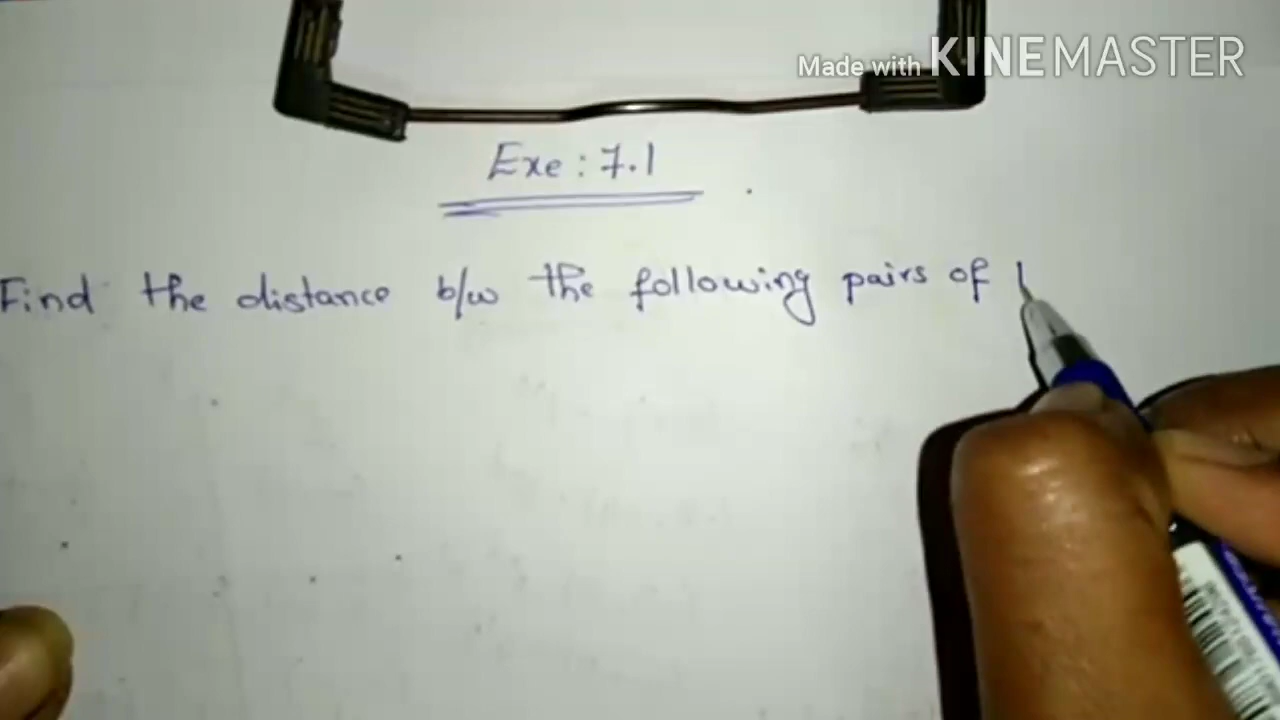 Made with KINEMASTER
Exe : 7.1
Find the distance b/w the following pairs of